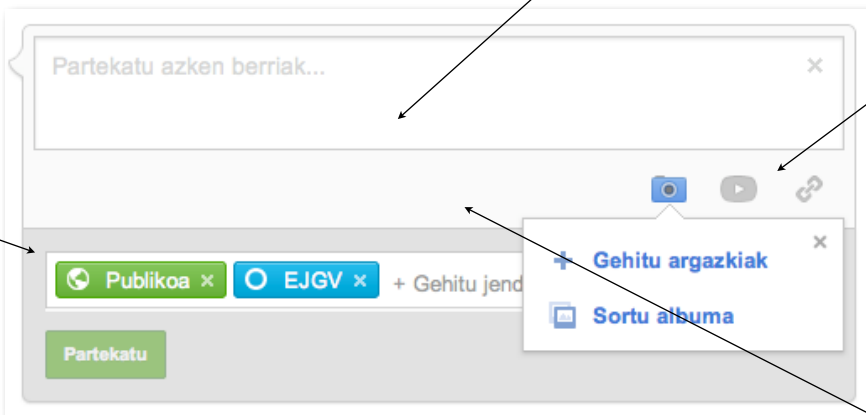 Partekatu azken berriak...
Gehitu argazkiak
Publikoa × EJGV × + Gehitu jend
Sortu albuma
Partekatu